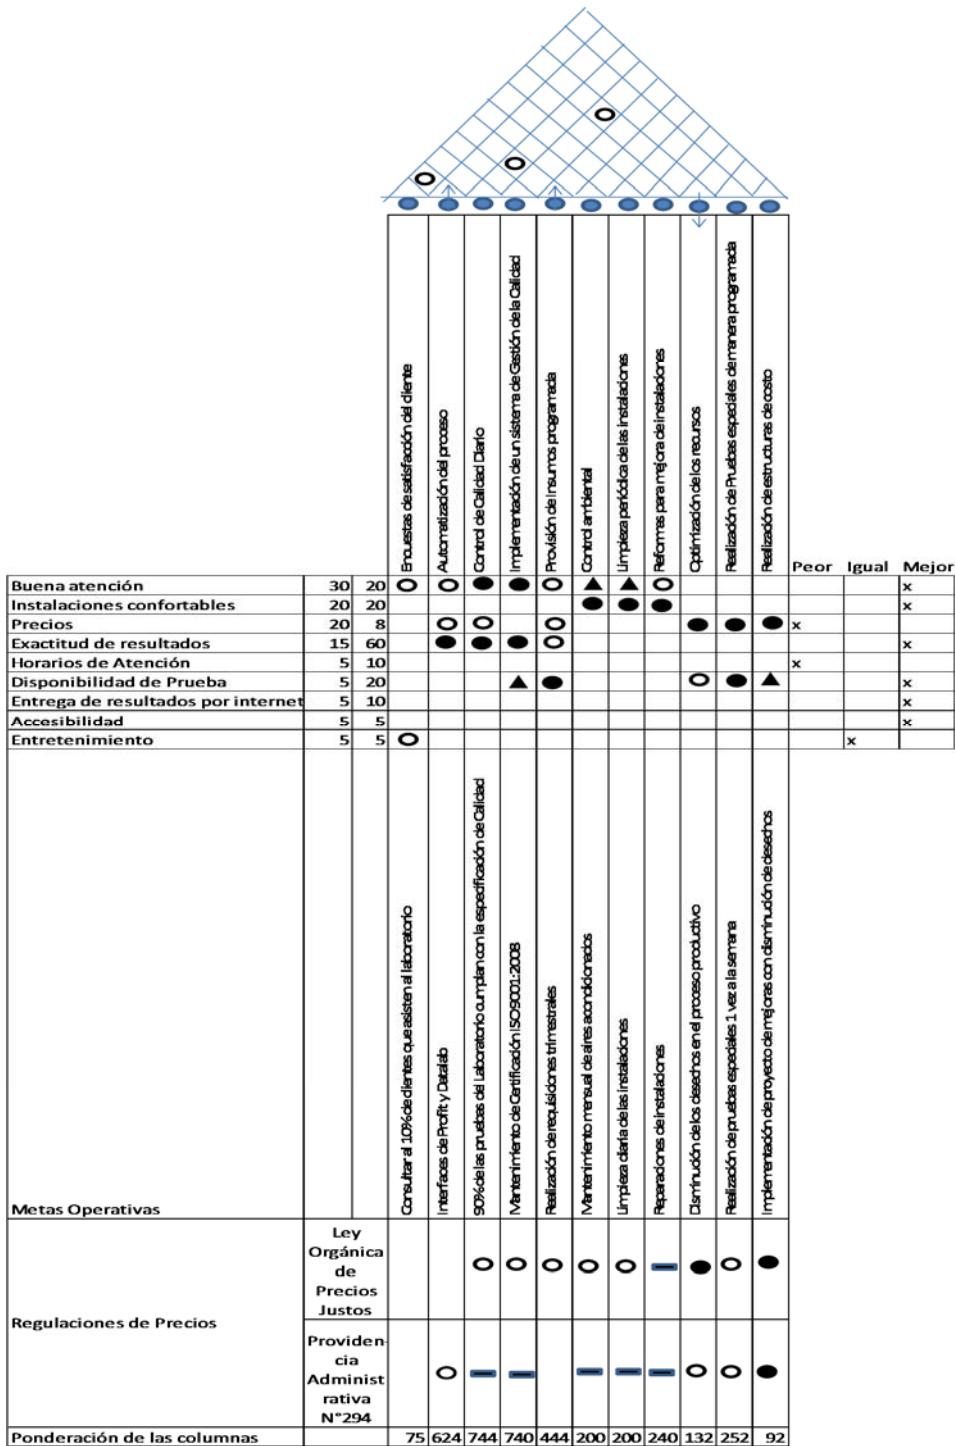 Encuestas de satisfacción del cliente
Automatización del proceso
Control de Calidad Diario
Implementación de un sistema de Gestión de la Calidad
Provisión de Insumos programada
Control ambiental
Limpieza periódica de las instalaciones
Reformas para mejora de instalaciones
Optimización de los recursos
Realización de Pruebas especiales de manera programada
Realización de estructuras de costo
Peor Igual Mejor
Buena atención 30 20 x
Instalaciones confortables 20 20 x
Precios 20 8 x
Exactitud de resultados 15 60 x
Horarios de Atención 5 10 x
Disponibilidad de Prueba 5 20 x
Entrega de resultados por internet 5 10 x
Accesibilidad 5 5 x
Entretenimiento 5 5 x
Metas Operativas
Consultar al 10% de clientes que asisten al laboratorio
Interfaces de Profit y Datalab
90% de las pruebas del Laboratorio cumplan con la especificación de Calidad
Mantenimiento de Certificación ISO 9001:2008
Realización de requisiciones trimestrales
Mantenimiento mensual de aires acondicionados
Limpieza diaria de las instalaciones
Reparaciones de instalaciones
Disminución de los desechos en el proceso productivo
Realización de pruebas especiales 1 vez a la semana
Implementación de proyecto de mejoras con disminución de desechos
Regulaciones de Precios
Ley
Orgánica
de
Precios
Justos
Providen-
cia
Administ
rativa
N°294
Ponderación de las columnas 75 624 744 740 444 200 200 240 132 252 92